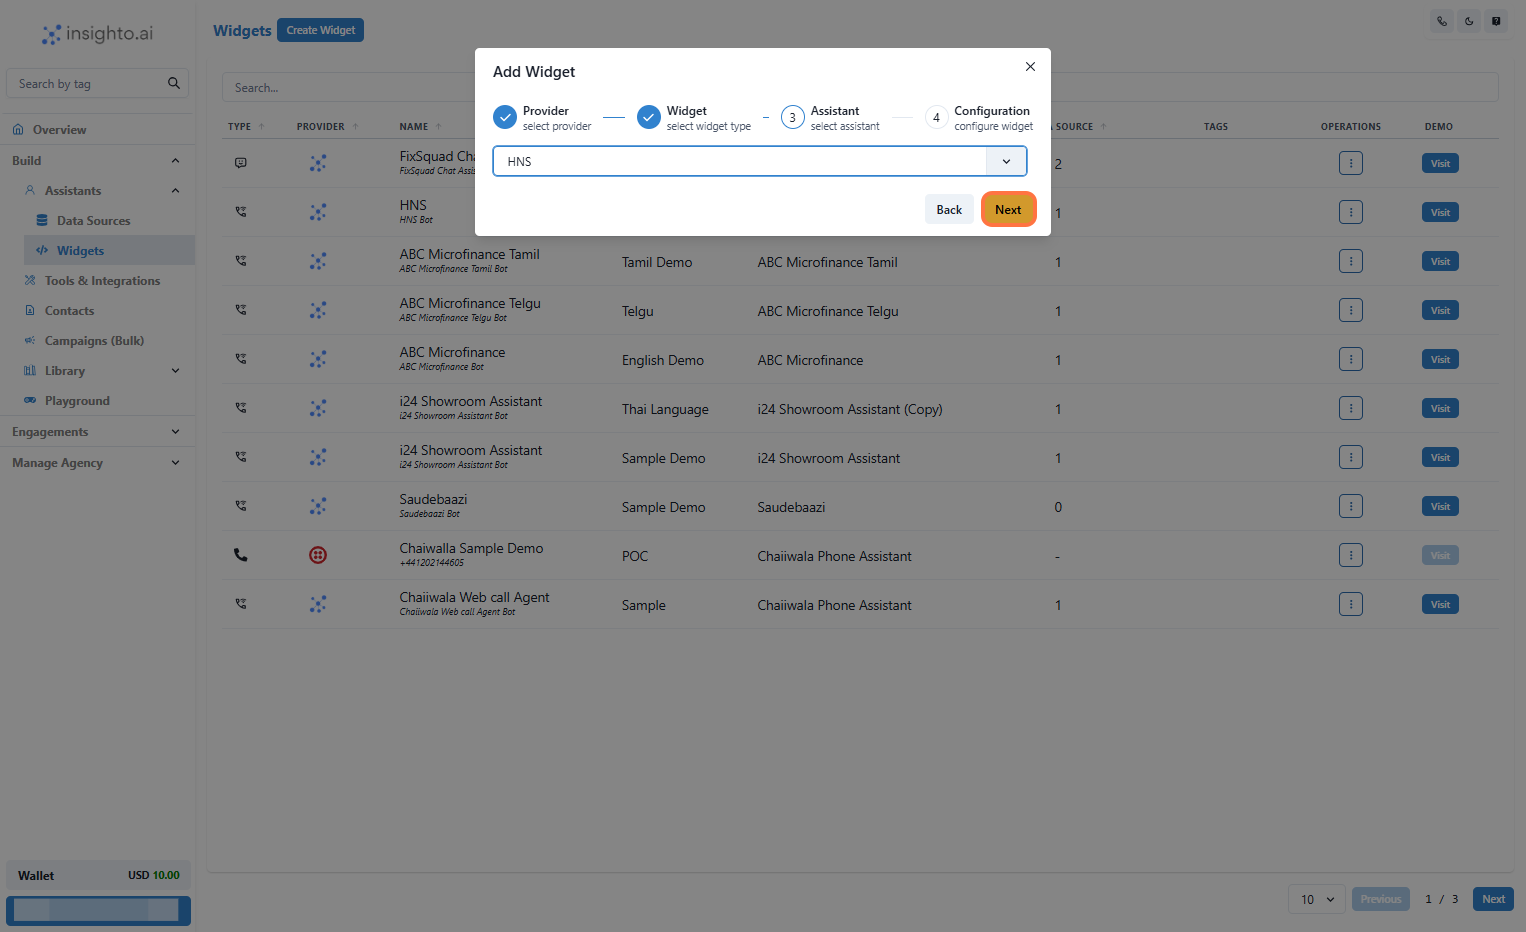 insighto.ai
Search by tag
Overview
Build
Assistants
Data Sources
Widgets
Tools & Integrations
Contacts
Campaigns (Bulk)
Library
Playground
Engagements
Manage Agency
Wallet USD 10.00
Widgets Create Widget
Search...
Add Widget
Provider
select provider
Widget
select widget type
3 Assistant
select assistant
4 Configuration
configure widget
HNS
Back Next
TYPE PROVIDER NAME SOURCE TAGS OPERATIONS DEMO
FixSquad Cha 2 Visit
FixSquad Chat Assis
HNS 1 Visit
HNS Bot
ABC Microfinance Tamil Tamil Demo ABC Microfinance Tamil 1 Visit
ABC Microfinance Tamil Bot
ABC Microfinance Telgu Telgu ABC Microfinance Telgu 1 Visit
ABC Microfinance Telgu Bot
ABC Microfinance English Demo ABC Microfinance 1 Visit
ABC Microfinance Bot
i24 Showroom Assistant Thai Language i24 Showroom Assistant (Copy) 1 Visit
i24 Showroom Assistant Bot
i24 Showroom Assistant Sample Demo i24 Showroom Assistant 1 Visit
i24 Showroom Assistant Bot
Saudebaazi Sample Demo Saudebaazi 0 Visit
Saudebaazi Bot
Chaiwalla Sample Demo POC Chaiiwala Phone Assistant - Visit
+441202144605
Chaiiwala Web call Agent Sample Chaiiwala Phone Assistant 1 Visit
Chaiiwala Web call Agent Bot
10 Previous 1 / 3 Next